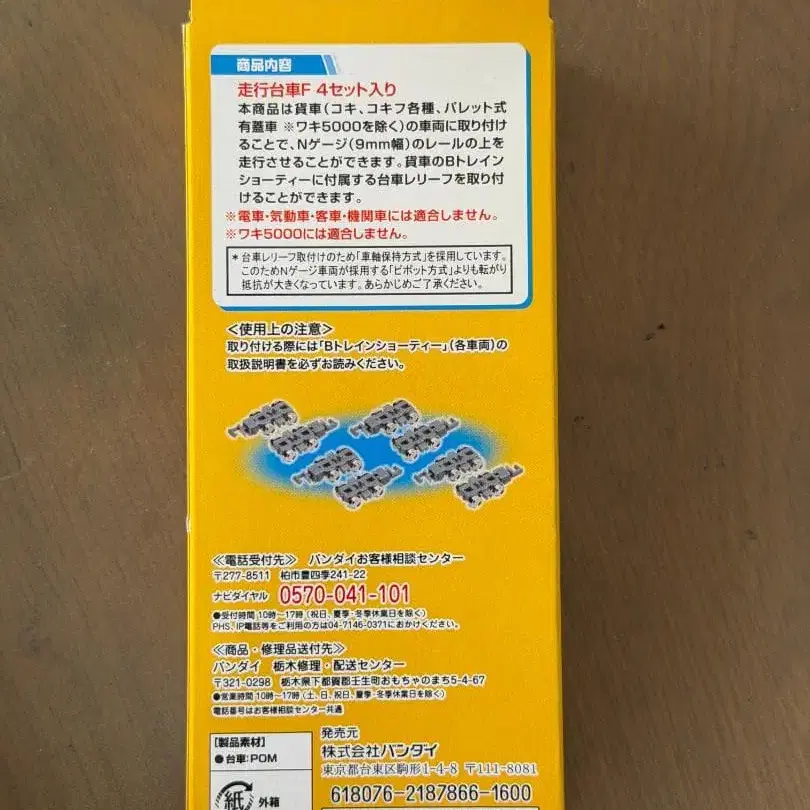 商品内容
走行台車F 4セット入り
本商品は貨車(コキ、コキフ各種、パレット式
有蓋車 ※ワキ5000を除く)の車両に取り付け
ることで、Nゲージ(9mm幅)のレールの上を
走行させることができます。貨車のBトレイン
ショーティーに付属する台車レリーフを取り付
けることができます。
※電車・気動車・客車・機関車には適合しません。
※ワキ5000には適合しません。
*台車レリーフ取付けのため「車軸保持方式」を採用しています。
このためNゲージ車両が採用する「ピボット方式」よりも転がり
抵抗が大きくなっています。あらかじめご了承ください。
<使用上の注意>
取り付ける際には「Bトレインショーティー」(各車両)の
取扱説明書を必ずお読みください。
≪電話受付先≫ バンダイお客様相談センター
〒277-8511 柏市豊四季241-22
ナビダイヤル 0570-041-101
●受付時間 10時〜17時(祝日、夏季・冬季休業日を除く)
PHS、IP電話等をご利用の方は04-7146-0371におかけください。
≪商品・修理品送付先≫
バンダイ 栃木修理・配送センター
〒321-0298 栃木県下都賀郡壬生町おもちゃのまち5-4-67
●営業時間 10時〜17時(土、日、祝日、夏季・冬季休業日を除く)
電話番号はお客様相談センター共通
【製品素材】
●台車:POM
紙 外箱
発売元
株式会社バンダイ
東京都台東区駒形1-4-8 〒111-8081
618076-2187866-1600